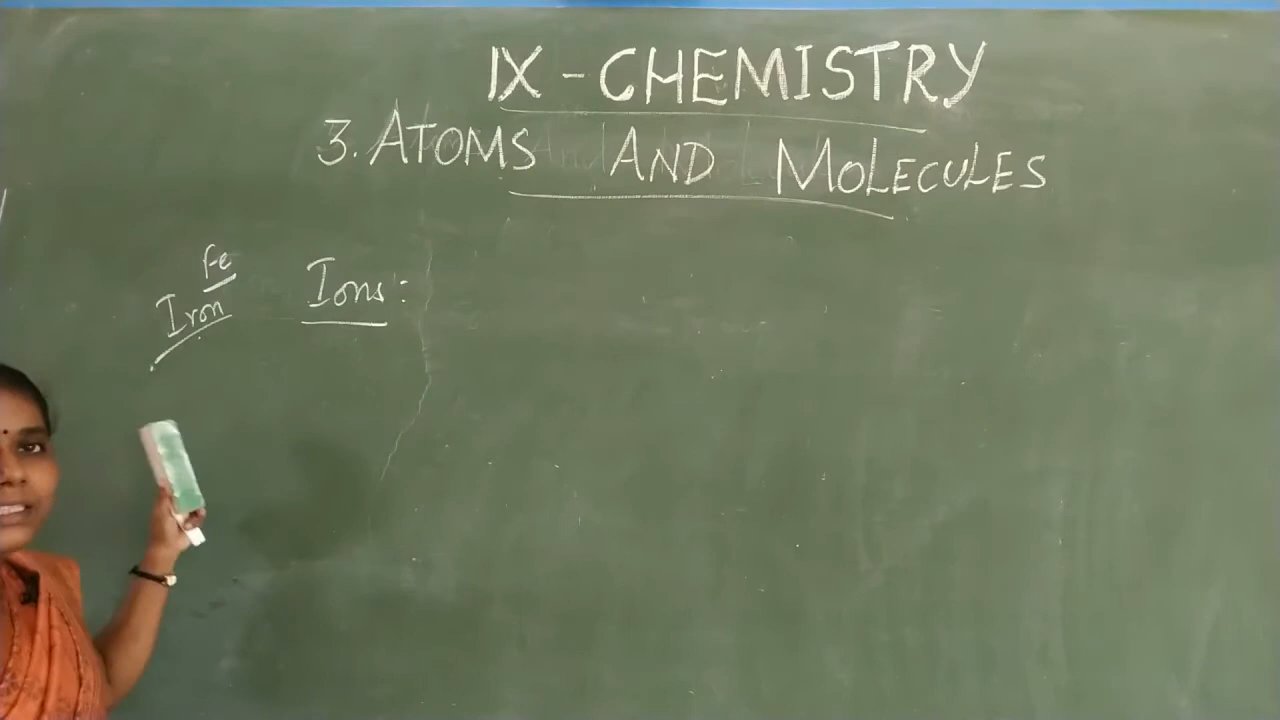 IX - CHEMISTRY
3. ATOMS AND MOLECULES
Fe
Iron
Ions :